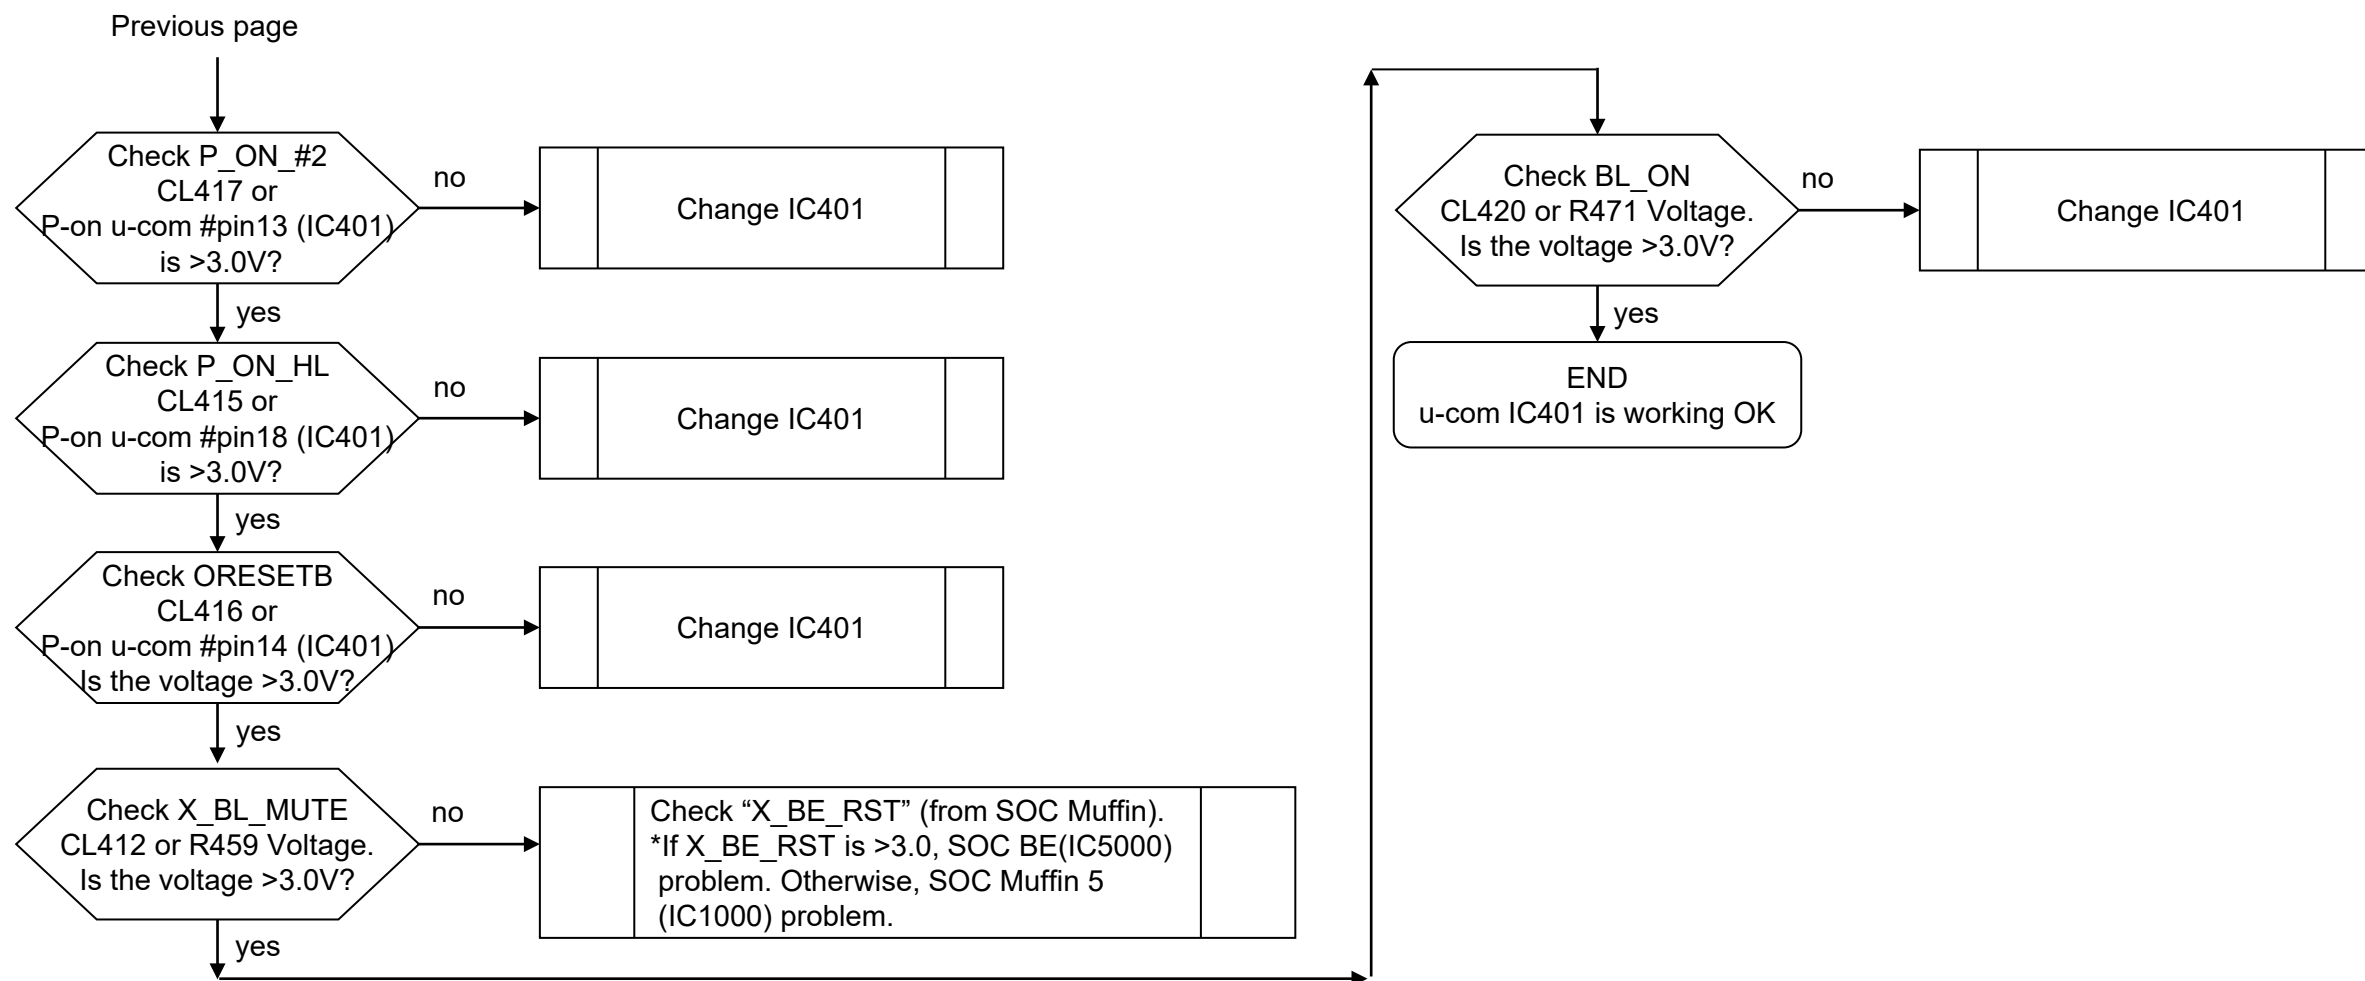 Previous page
Check P_ON_#2
CL417 or
P-on u-com #pin13 (IC401)
is >3.0V?
no
Change IC401
yes
Check P_ON_HL
CL415 or
P-on u-com #pin18 (IC401)
is >3.0V?
no
Change IC401
yes
Check ORESETB
CL416 or
P-on u-com #pin14 (IC401)
Is the voltage >3.0V?
no
Change IC401
yes
Check X_BL_MUTE
CL412 or R459 Voltage.
Is the voltage >3.0V?
no
Check “X_BE_RST” (from SOC Muffin).
*If X_BE_RST is >3.0, SOC BE(IC5000)
problem. Otherwise, SOC Muffin 5
(IC1000) problem.
yes
Check BL_ON
CL420 or R471 Voltage.
Is the voltage >3.0V?
no
Change IC401
yes
END
u-com IC401 is working OK